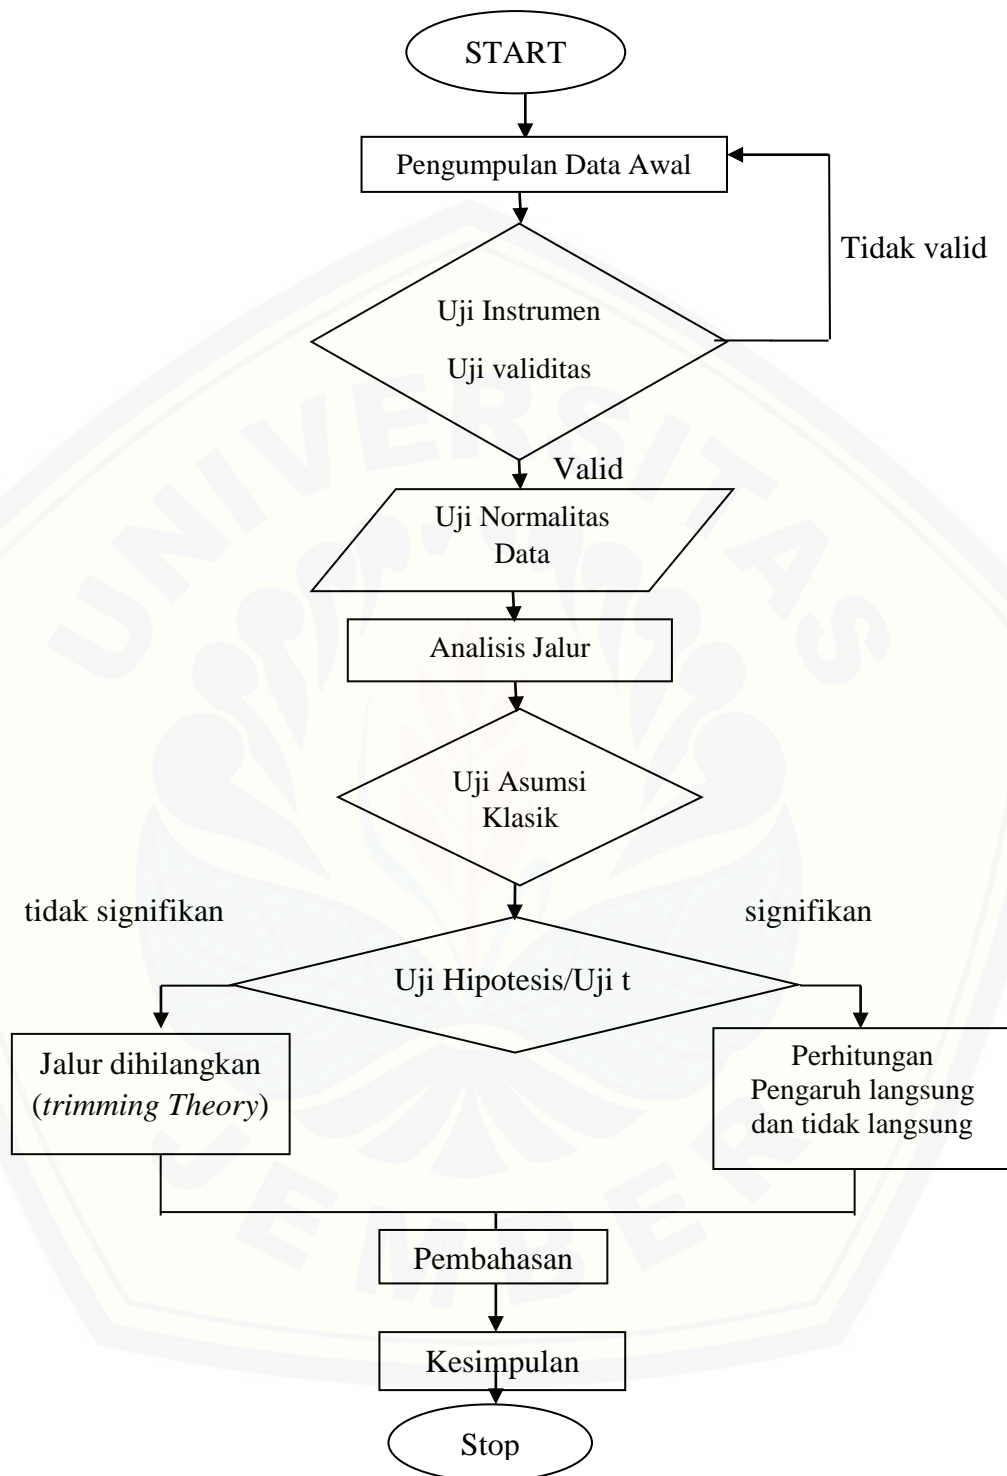 START
Pengumpulan Data Awal
Tidak valid
Uji Instrumen
Uji validitas
Valid
Uji Normalitas
Data
Analisis Jalur
Uji Asumsi
Klasik
tidak signifikan
signifikan
Uji Hipotesis/Uji t
Jalur dihilangkan
(trimming Theory)
Perhitungan
Pengaruh langsung
dan tidak langsung
Pembahasan
Kesimpulan
Stop
UNIVERSITAS
JEMBER